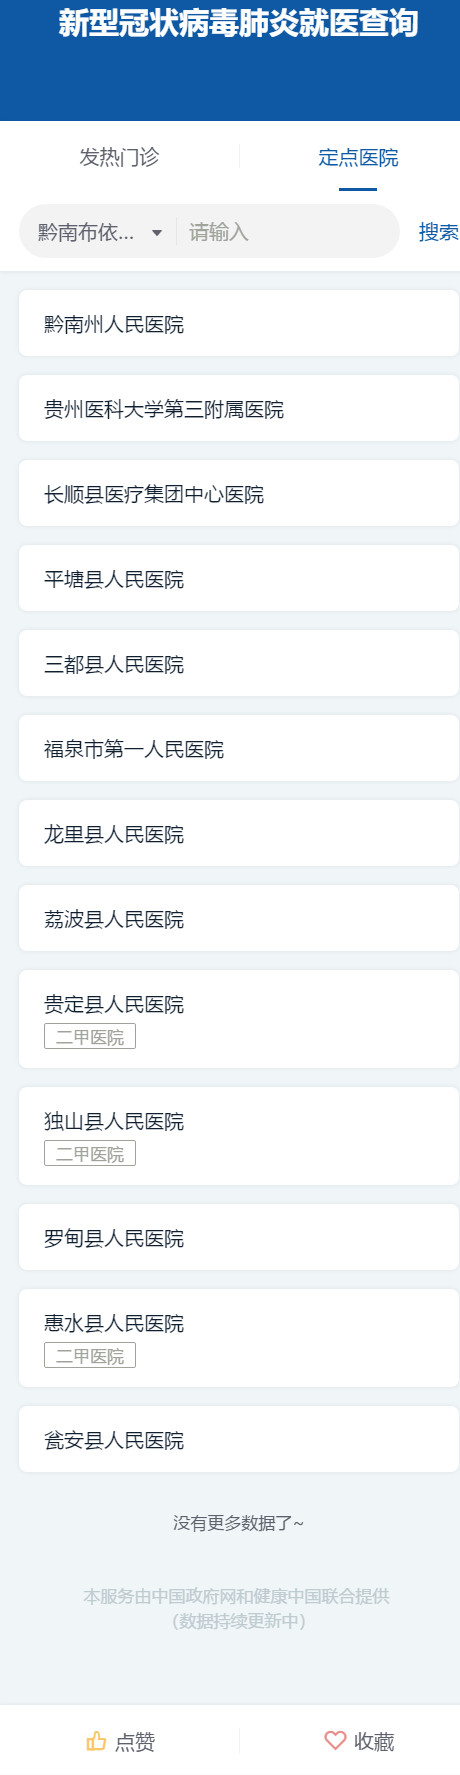 新型冠状病毒肺炎就医查询
发热门诊
定点医院
黔南布依... 请输入 搜索
黔南州人民医院
贵州医科大学第三附属医院
长顺县医疗集团中心医院
平塘县人民医院
三都县人民医院
福泉市第一人民医院
龙里县人民医院
荔波县人民医院
贵定县人民医院
二甲医院
独山县人民医院
二甲医院
罗甸县人民医院
惠水县人民医院
二甲医院
瓮安县人民医院
没有更多数据了~
本服务由中国政府网和健康中国联合提供
（数据持续更新中）
点赞
收藏